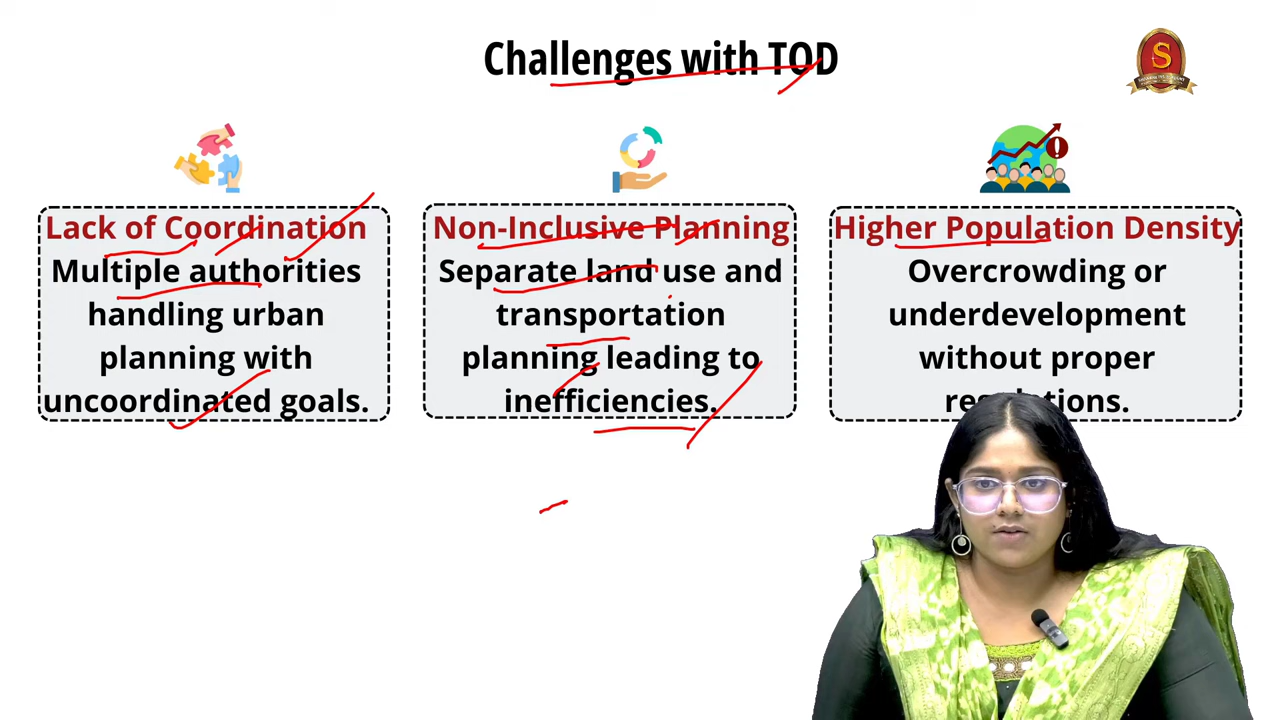 Challenges with TOD
S
Lack of Coordination
Multiple authorities
handling urban
planning with
uncoordinated goals.
Non-Inclusive Planning
Separate land use and
transportation
planning leading to
inefficiencies.
Higher Population Density
Overcrowding or
underdevelopment
without proper